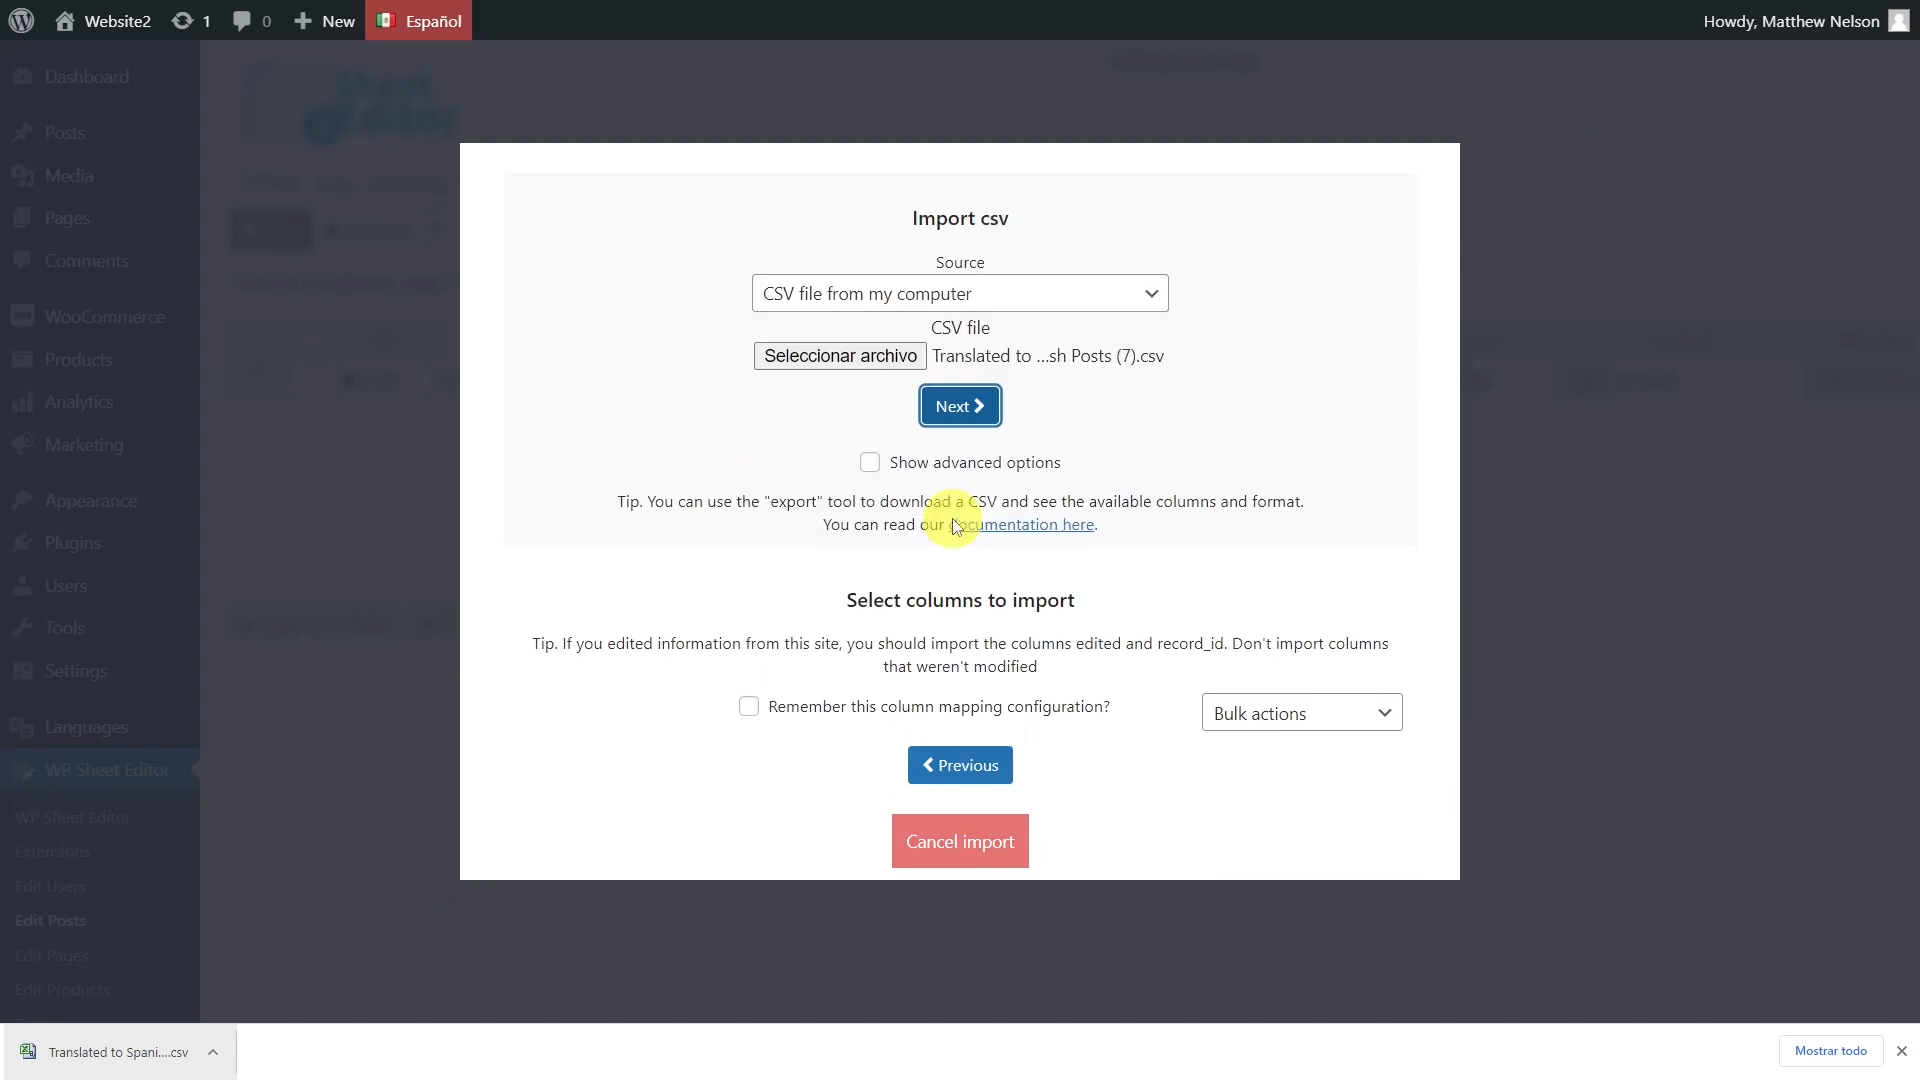 Website2
1
0
New
Español
Howdy, Matthew Nelson
Dashboard
Posts
Media
Pages
Comments
WooCommerce
Products
Analytics
Marketing
Appearance
Plugins
Users
Tools
Settings
Languages
WP Sheet Editor
WP Sheet Editor
Extensions
Edit Users
Edit Posts
Edit Pages
Edit Products
Sheet
Editor
Import csv
Source
CSV file from my computer
CSV file
Seleccionar archivo Translated to ...sh Posts (7).csv
Next
Show advanced options
Tip. You can use the "export" tool to download a CSV and see the available columns and format.
You can read our documentation here.
Select columns to import
Tip. If you edited information from this site, you should import the columns edited and record_id. Don't import columns
that weren't modified
Remember this column mapping configuration?
Bulk actions
Previous
Cancel import
Translated to Spani....csv
Mostrar todo